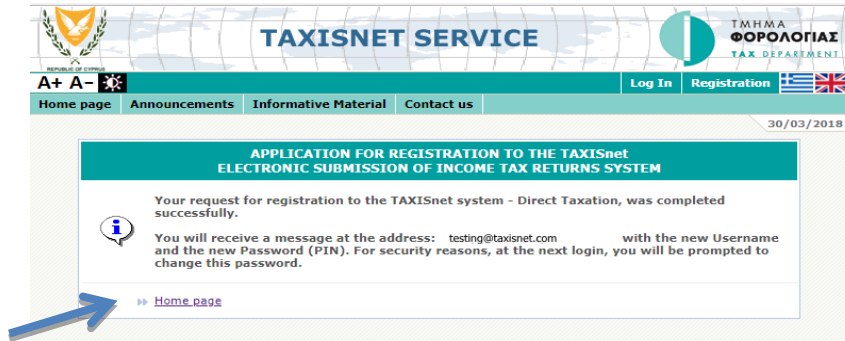 TAXISNET SERVICE
ΤΜΗΜΑ
ΦΟΡΟΛΟΓΙΑΣ
TAX DEPARTMENT
REPUBLIC OF CYPRUS
A+ A-
Log In Registration
Home page Announcements Informative Material Contact us
30/03/2018
APPLICATION FOR REGISTRATION TO THE TAXISnet
ELECTRONIC SUBMISSION OF INCOME TAX RETURNS SYSTEM
Your request for registration to the TAXISnet system - Direct Taxation, was completed
successfully.
You will receive a message at the address: testing@taxisnet.com with the new Username
and the new Password (PIN). For security reasons, at the next login, you will be prompted to
change this password.
Home page